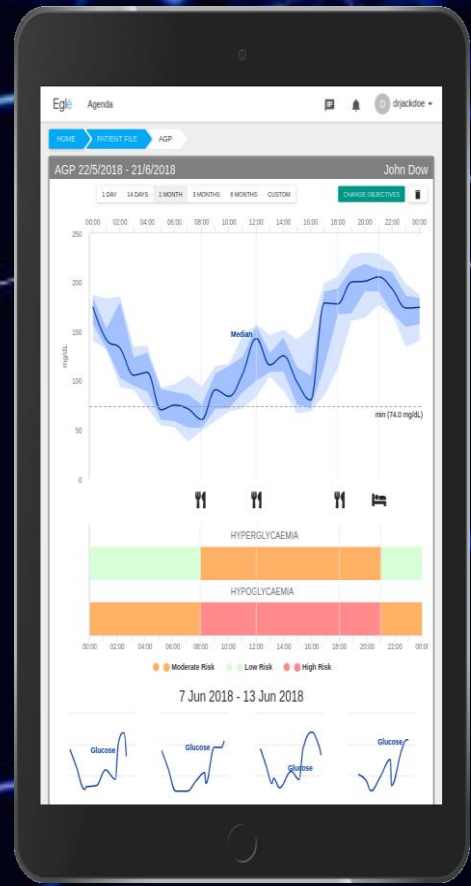 Eglé Agenda D drjackdoe
HOME PATIENT FILE AGP
AGP 22/5/2018 - 21/6/2018 John Dow
1 DAY 14 DAYS 1 MONTH 3 MONTHS 6 MONTHS CUSTOM CHANGE OBJECTIVES
00:00 02:00 04:00 06:00 08:00 10:00 12:00 14:00 16:00 18:00 20:00 22:00 00:00
250
200
150
100
50
0
mg/dL
Median
min (74.0 mg/dL)
HYPERGLYCAEMIA
HYPOGLYCAEMIA
00:00 02:00 04:00 06:00 08:00 10:00 12:00 14:00 16:00 18:00 20:00 22:00 00:0
Moderate Risk Low Risk High Risk
7 Jun 2018 - 13 Jun 2018
Glucose Glucose Glucose Glucose